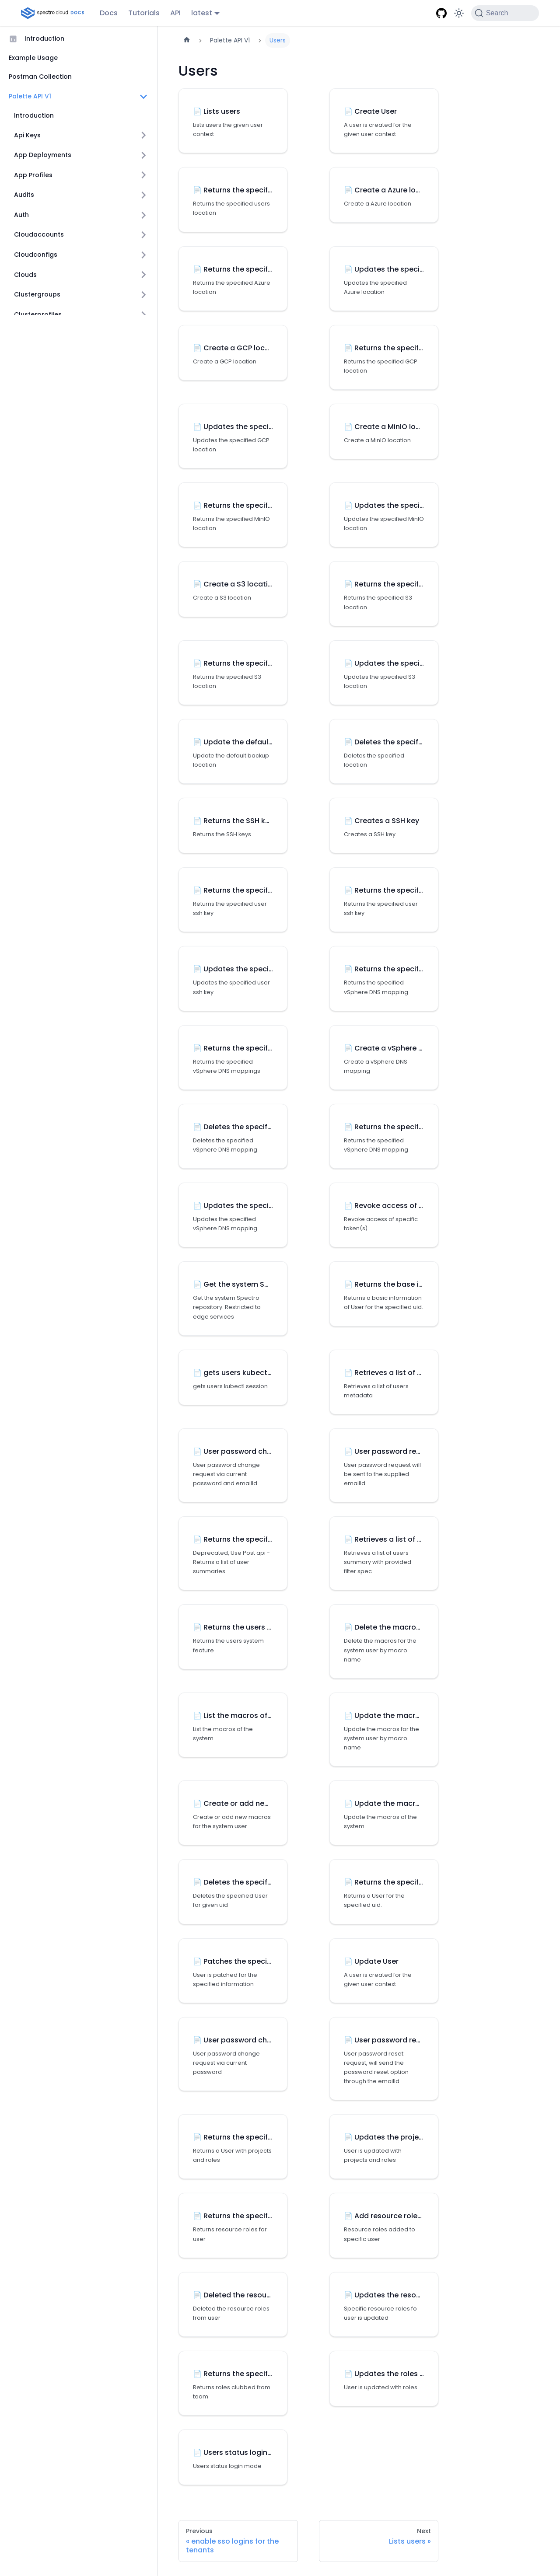 spectro cloud DOCS
Docs
Tutorials
API
latest
Search
Introduction
Example Usage
Postman Collection
Palette API V1
Introduction
Api Keys
App Deployments
App Profiles
Audits
Auth
Cloudaccounts
Cloudconfigs
Clouds
Clustergroups
Clusterprofiles
Palette API V1
Users
Users
Lists users
Lists users the given user
context
Create User
A user is created for the
given user context
Returns the specif...
Returns the specified users
location
Create a Azure lo...
Create a Azure location
Returns the specif...
Returns the specified Azure
location
Updates the speci...
Updates the specified
Azure location
Create a GCP loc...
Create a GCP location
Returns the specif...
Returns the specified GCP
location
Updates the speci...
Updates the specified GCP
location
Create a MinIO lo...
Create a MinIO location
Returns the specif...
Returns the specified MinIO
location
Updates the speci...
Updates the specified MinIO
location
Create a S3 locati...
Create a S3 location
Returns the specif...
Returns the specified S3
location
Returns the specif...
Returns the specified S3
location
Updates the speci...
Updates the specified S3
location
Update the defaul...
Update the default backup
location
Deletes the specif...
Deletes the specified
location
Returns the SSH k...
Returns the SSH keys
Creates a SSH key
Creates a SSH key
Returns the specif...
Returns the specified user
ssh key
Returns the specif...
Returns the specified user
ssh key
Updates the speci...
Updates the specified user
ssh key
Returns the specif...
Returns the specified
vSphere DNS mapping
Returns the specif...
Returns the specified
vSphere DNS mappings
Create a vSphere ...
Create a vSphere DNS
mapping
Deletes the specif...
Deletes the specified
vSphere DNS mapping
Returns the specif...
Returns the specified
vSphere DNS mapping
Updates the speci...
Updates the specified
vSphere DNS mapping
Revoke access of ...
Revoke access of specific
token(s)
Get the system S...
Get the system Spectro
repository. Restricted to
edge services
Returns the base i...
Returns a basic information
of User for the specified uid
gets users kubect...
gets users kubectl session
Retrieves a list of ...
Retrieves a list of users
metadata
User password ch...
User password change
request via current
password and emailId
User password re...
User password request will
be sent to the supplied
emailId
Returns the specif...
Deprecated, Use Post api -
Returns a list of user
summaries
Retrieves a list of ...
Retrieves a list of users
summary with provided
filter spec
Returns the users ...
Returns the users system
feature
Delete the macro...
Delete the macros for the
system user by macro
name
List the macros of...
List the macros of the
system
Update the macr...
Update the macros for the
system user by macro
name
Create or add ne...
Create or add new macros
for the system user
Update the macr...
Update the macros of the
system
Deletes the specif...
Deletes the specified User
for given uid
Returns the specif...
Returns a User for the
specified uid
Patches the speci...
User is patched for the
specified information
Update User
A user is created for the
given user context
User password ch...
User password change
request via current
password
User password re...
User password reset
request, will send the
password reset option
through the emailId
Returns the specif...
Returns a User with projects
and roles
Updates the proje...
User is updated with
projects and roles
Returns the specif...
Returns resource roles for
user
Add resource role...
Resource roles added to
specific user
Deleted the resou...
Deleted the resource roles
from user
Updates the reso...
Specific resource roles fo
user is updated
Returns the specif...
Returns roles clubbed from
team
Updates the roles ...
User is updated with roles
Users status login...
Users status login mode
Previous
« enable sso logins for the
tenants
Next
Lists users »